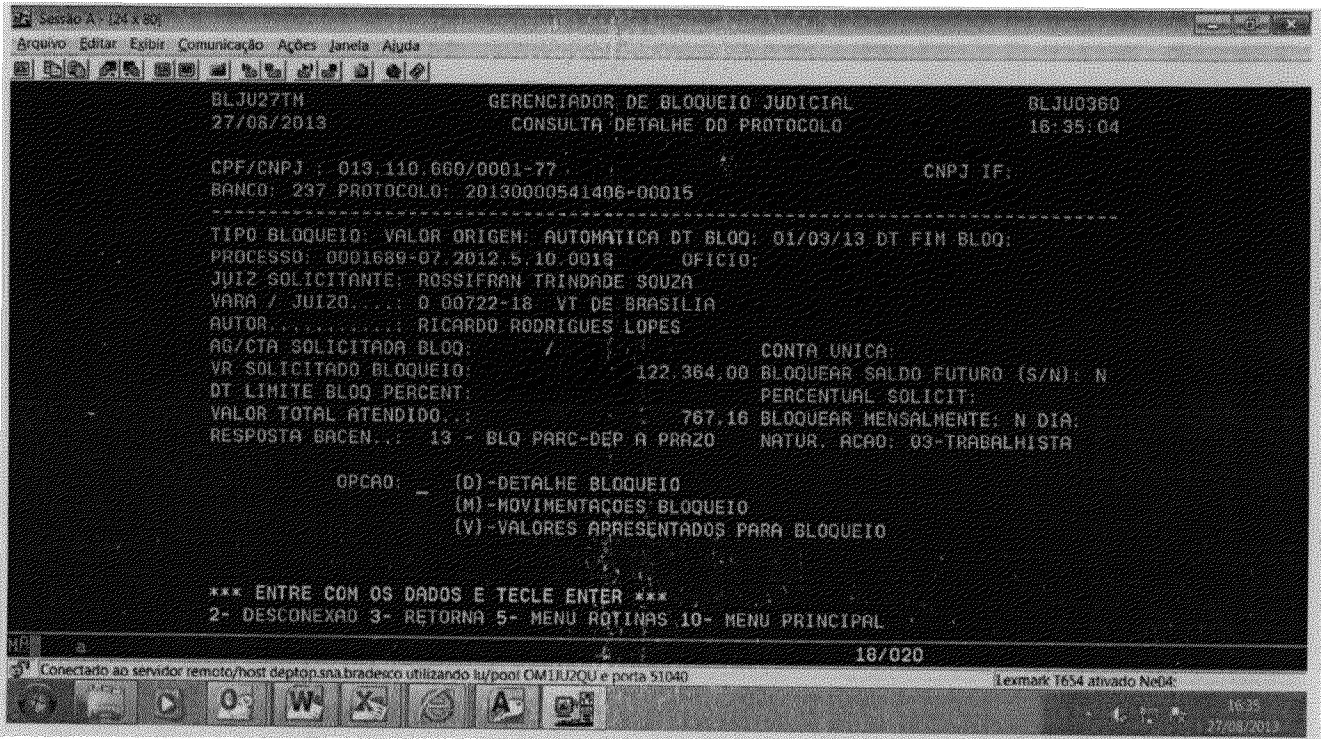 Sessão A - [24 x 80]
Arquivo Editar Exibir Comunicação Ações Janela Ajuda
BLJU27TM GERENCIADOR DE BLOQUEIO JUDICIAL BLJU0360
27/08/2013 CONSULTA DETALHE DO PROTOCOLO 16:35:04
CPF/CNPJ : 013.110.660/0001-77 CNPJ IF:
BANCO: 237 PROTOCOLO: 20130000541406-00015
TIPO BLOQUEIO: VALOR ORIGEM: AUTOMATICA DT BLOQ: 01/03/13 DT FIM BLOQ:
PROCESSO: 0001689-07.2012.5.10.0018 OFICIO:
JUIZ SOLICITANTE: ROSSIFRAN TRINDADE SOUZA
VARA / JUIZO....: 0 00722-18 VT DE BRASILIA
AUTOR...........: RICARDO RODRIGUES LOPES
AG/CTA SOLICITADA BLOQ: / CONTA UNICA:
VR SOLICITADO BLOQUEIO: 122.364,00 BLOQUEAR SALDO FUTURO (S/N): N
DT LIMITE BLOQ PERCENT: PERCENTUAL SOLICIT:
VALOR TOTAL ATENDIDO..: 767,16 BLOQUEAR MENSALMENTE: N DIA:
RESPOSTA BACEN..: 13 - BLQ PARC-DEP A PRAZO NATUR. ACAO: 03-TRABALHISTA
OPCAO: _ (D)-DETALHE BLOQUEIO
(M)-MOVIMENTAÇOES BLOQUEIO
(V)-VALORES APRESENTADOS PARA BLOQUEIO
*** ENTRE COM OS DADOS E TECLE ENTER ***
2- DESCONEXAO 3- RETORNA 5- MENU ROTINAS 10- MENU PRINCIPAL
MA a 18/020
Conectado ao servidor remoto/host deptop.sna.bradesco utilizando lu/pool OM1JU2QU e porta 51040 Lexmark T654 ativado Ne04:
16:35
27/08/2013